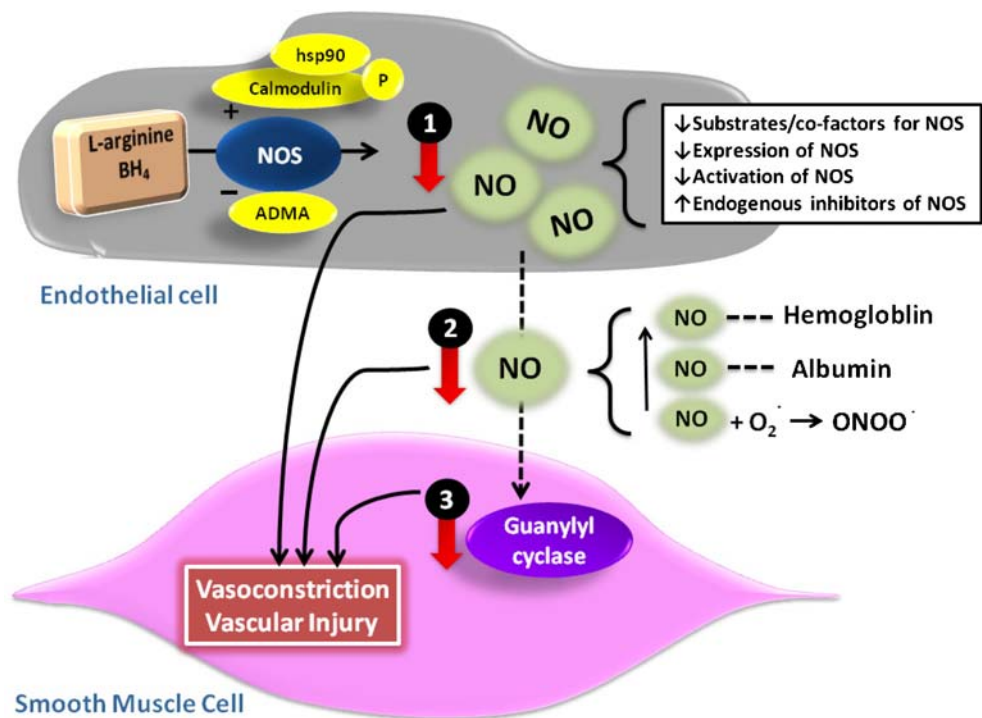 hsp90
P
Calmodulin
+
L-arginine
BH₄
NOS
−
ADMA
1
NO
NO
NO
↓Substrates/co-factors for NOS
↓Expression of NOS
↓Activation of NOS
↑Endogenous inhibitors of NOS
Endothelial cell
2
NO
NO --- Hemogloblin
NO --- Albumin
NO + O₂˙ → ONOO˙
3
Guanylyl
cyclase
Vasoconstriction
Vascular Injury
Smooth Muscle Cell